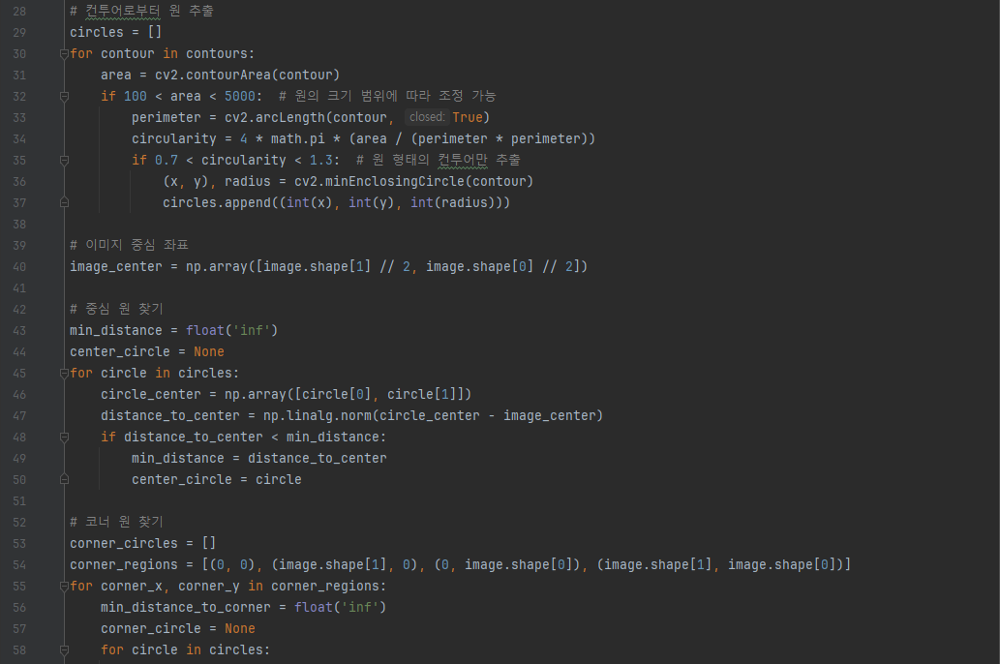 28 # 컨투어로부터 원 추출
29 circles = []
30 for contour in contours:
31     area = cv2.contourArea(contour)
32     if 100 < area < 5000:  # 원의 크기 범위에 따라 조정 가능
33         perimeter = cv2.arcLength(contour, closed: True)
34         circularity = 4 * math.pi * (area / (perimeter * perimeter))
35         if 0.7 < circularity < 1.3:  # 원 형태의 컨투어만 추출
36             (x, y), radius = cv2.minEnclosingCircle(contour)
37             circles.append((int(x), int(y), int(radius)))
38
39 # 이미지 중심 좌표
40 image_center = np.array([image.shape[1] // 2, image.shape[0] // 2])
41
42 # 중심 원 찾기
43 min_distance = float('inf')
44 center_circle = None
45 for circle in circles:
46     circle_center = np.array([circle[0], circle[1]])
47     distance_to_center = np.linalg.norm(circle_center - image_center)
48     if distance_to_center < min_distance:
49         min_distance = distance_to_center
50         center_circle = circle
51
52 # 코너 원 찾기
53 corner_circles = []
54 corner_regions = [(0, 0), (image.shape[1], 0), (0, image.shape[0]), (image.shape[1], image.shape[0])]
55 for corner_x, corner_y in corner_regions:
56     min_distance_to_corner = float('inf')
57     corner_circle = None
58     for circle in circles: